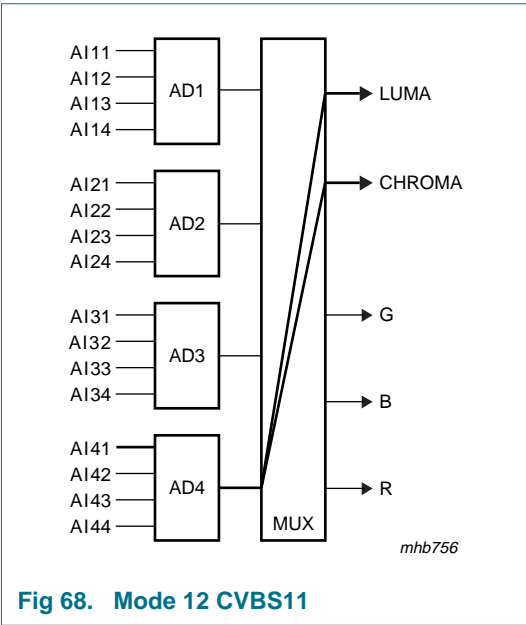 AI11
AI12
AI13
AI14
AD1
LUMA
CHROMA
AI21
AI22
AI23
AI24
AD2
G
AI31
AI32
AI33
AI34
AD3
B
AI41
AI42
AI43
AI44
AD4
R
MUX
mhb756
Fig 68. Mode 12 CVBS11